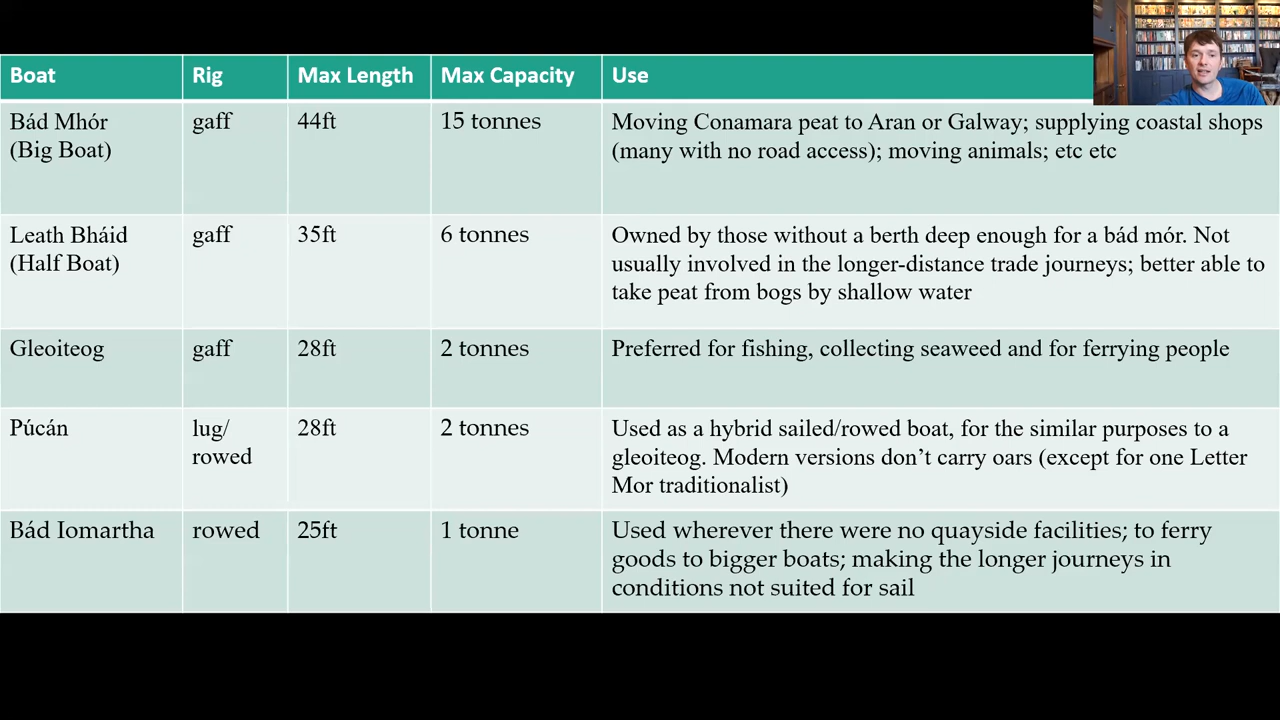 Boat Rig Max Length Max Capacity Use
Bád Mhór gaff 44ft 15 tonnes Moving Conamara peat to Aran or Galway; supplying coastal shops
(Big Boat) (many with no road access); moving animals; etc etc
Leath Bháid gaff 35ft 6 tonnes Owned by those without a berth deep enough for a bád mór. Not
(Half Boat) usually involved in the longer-distance trade journeys; better able to
take peat from bogs by shallow water
Gleoiteog gaff 28ft 2 tonnes Preferred for fishing, collecting seaweed and for ferrying people
Púcán lug/ 28ft 2 tonnes Used as a hybrid sailed/rowed boat, for the similar purposes to a
rowed gleoiteog. Modern versions don’t carry oars (except for one Letter
Mor traditionalist)
Bád Iomartha rowed 25ft 1 tonne Used wherever there were no quayside facilities; to ferry
goods to bigger boats; making the longer journeys in
conditions not suited for sail